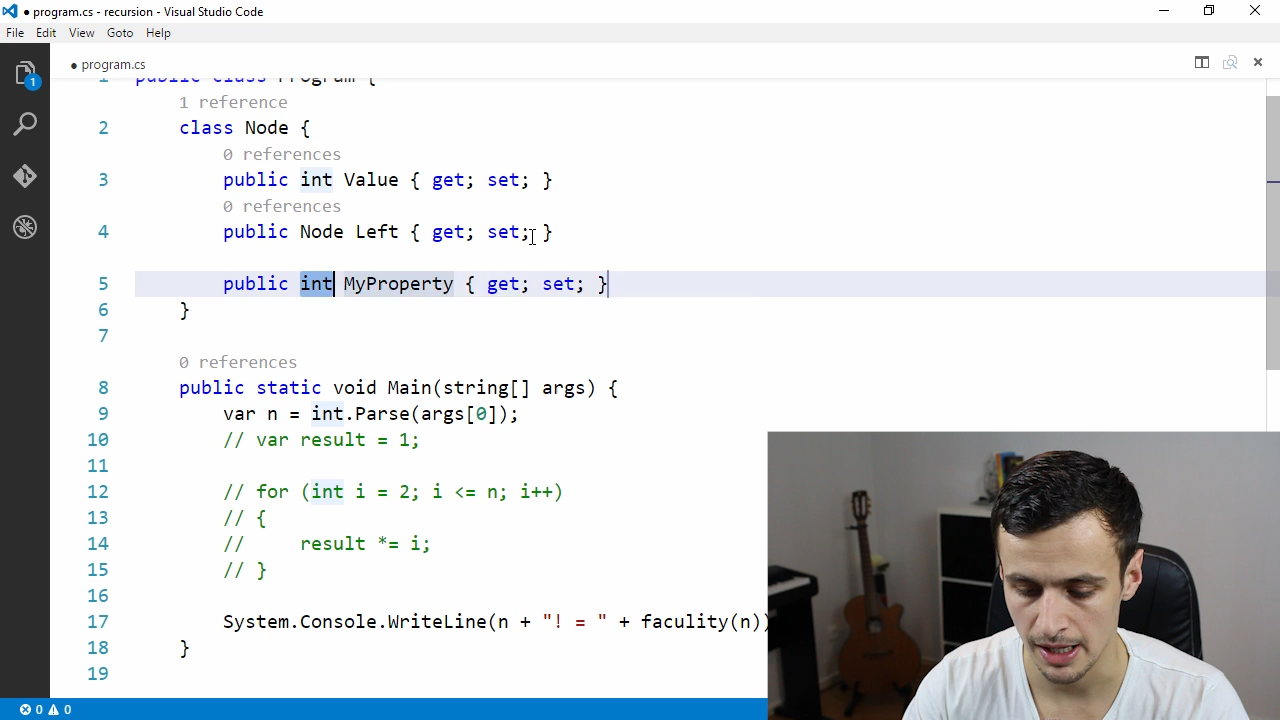 ● program.cs - recursion - Visual Studio Code
File Edit View Goto Help
1
● program.cs
1 public class Program {
1 reference
2 class Node {
0 references
3 public int Value { get; set; }
0 references
4 public Node Left { get; set; }
5 public int MyProperty { get; set; }
6 }
7
0 references
8 public static void Main(string[] args) {
9 var n = int.Parse(args[0]);
10 // var result = 1;
11
12 // for (int i = 2; i <= n; i++)
13 // {
14 // result *= i;
15 // }
16
17 System.Console.WriteLine(n + "! = " + faculity(n))
18 }
19
0 0